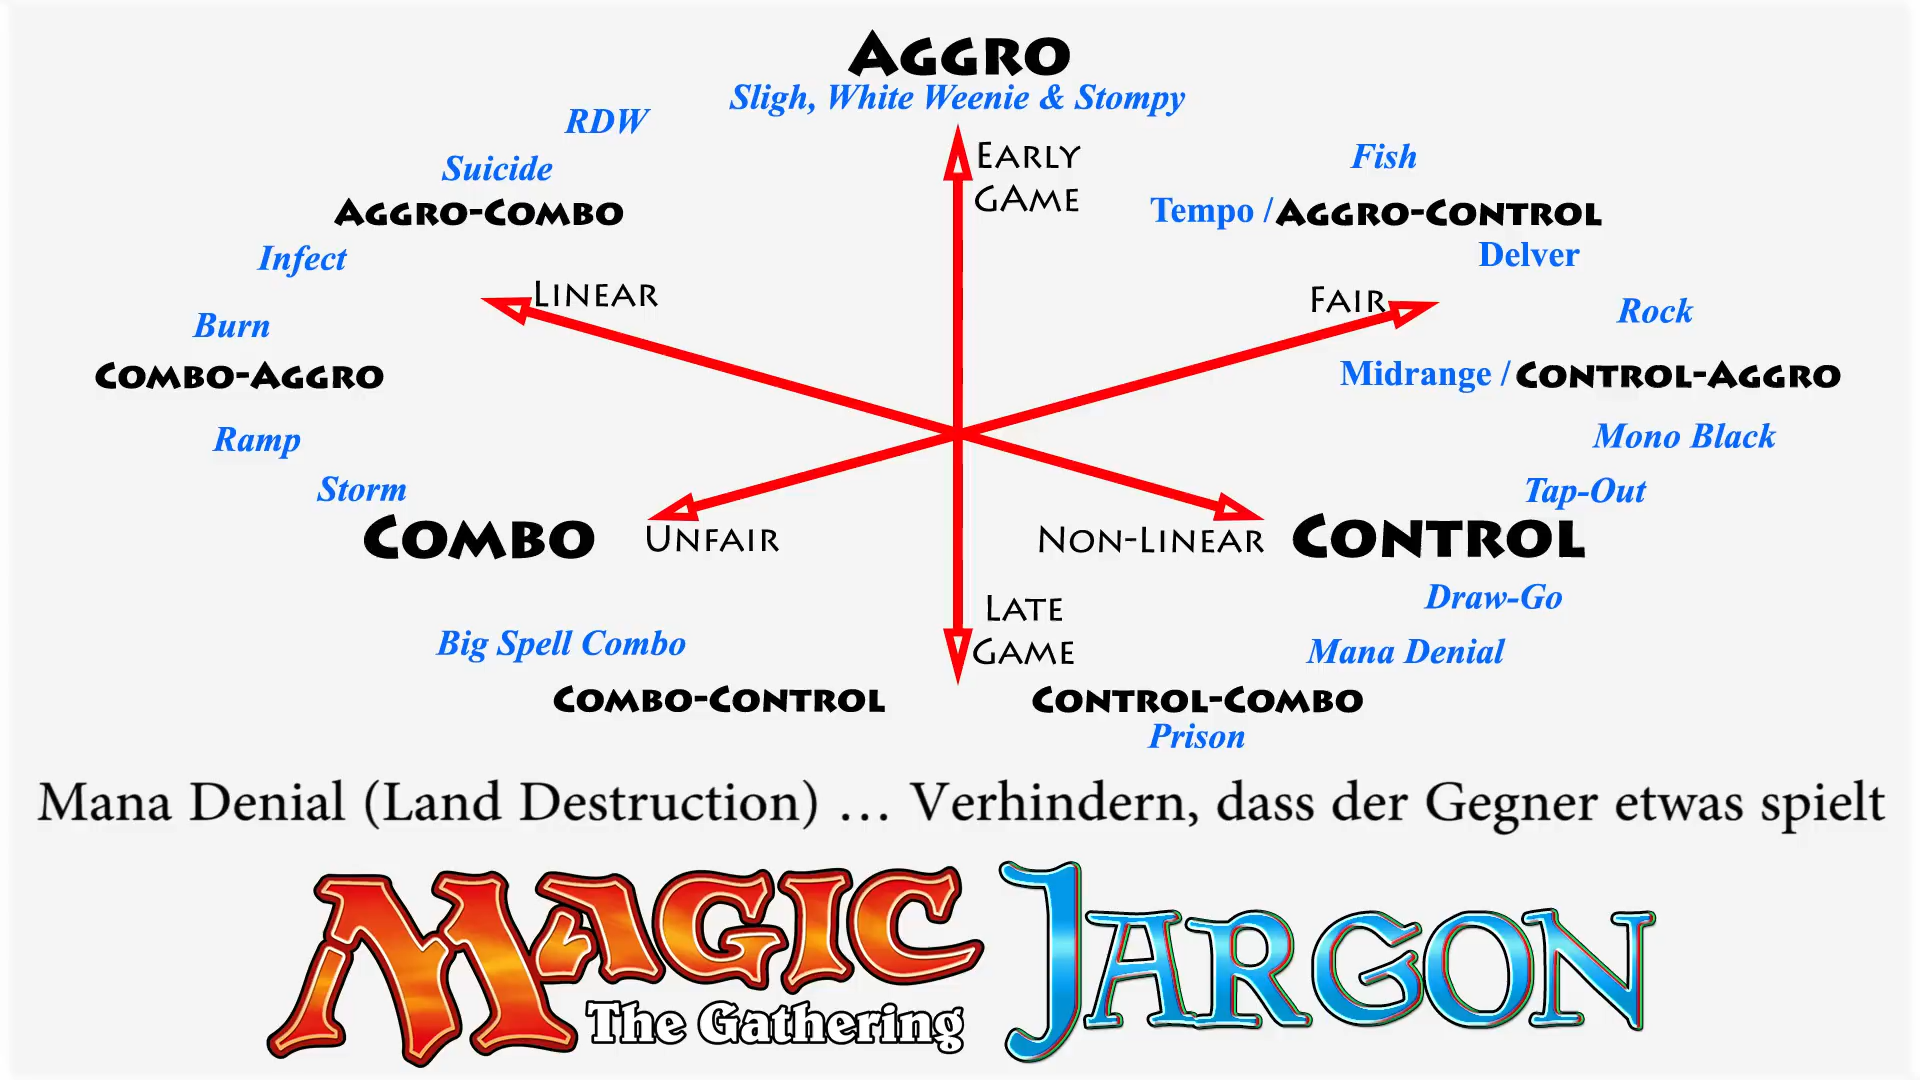 AGGRO
Sligh, White Weenie & Stompy
RDW
EARLY
GAME
Fish
Suicide
AGGRO-COMBO
Tempo / AGGRO-CONTROL
Infect
Delver
LINEAR
FAIR
Rock
Burn
COMBO-AGGRO
Midrange / CONTROL-AGGRO
Ramp
Mono Black
Storm
Tap-Out
COMBO
UNFAIR
NON-LINEAR
CONTROL
Draw-Go
LATE
GAME
Big Spell Combo
Mana Denial
COMBO-CONTROL
CONTROL-COMBO
Prison
Mana Denial (Land Destruction) … Verhindern, dass der Gegner etwas spielt
MAGIC
The Gathering
JARGON